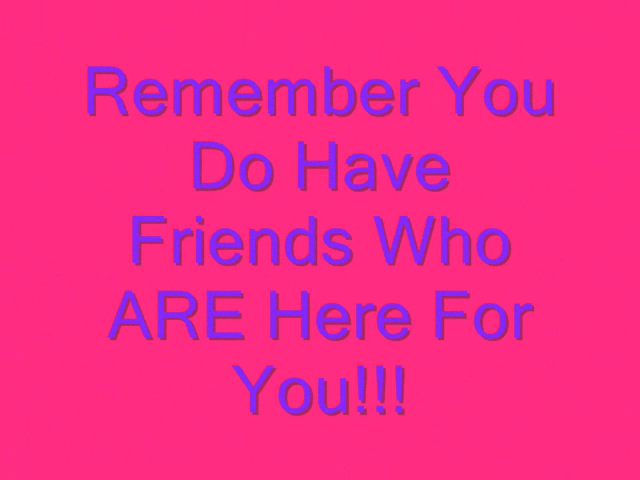 Remember You
Do Have
Friends Who
ARE Here For
You!!!